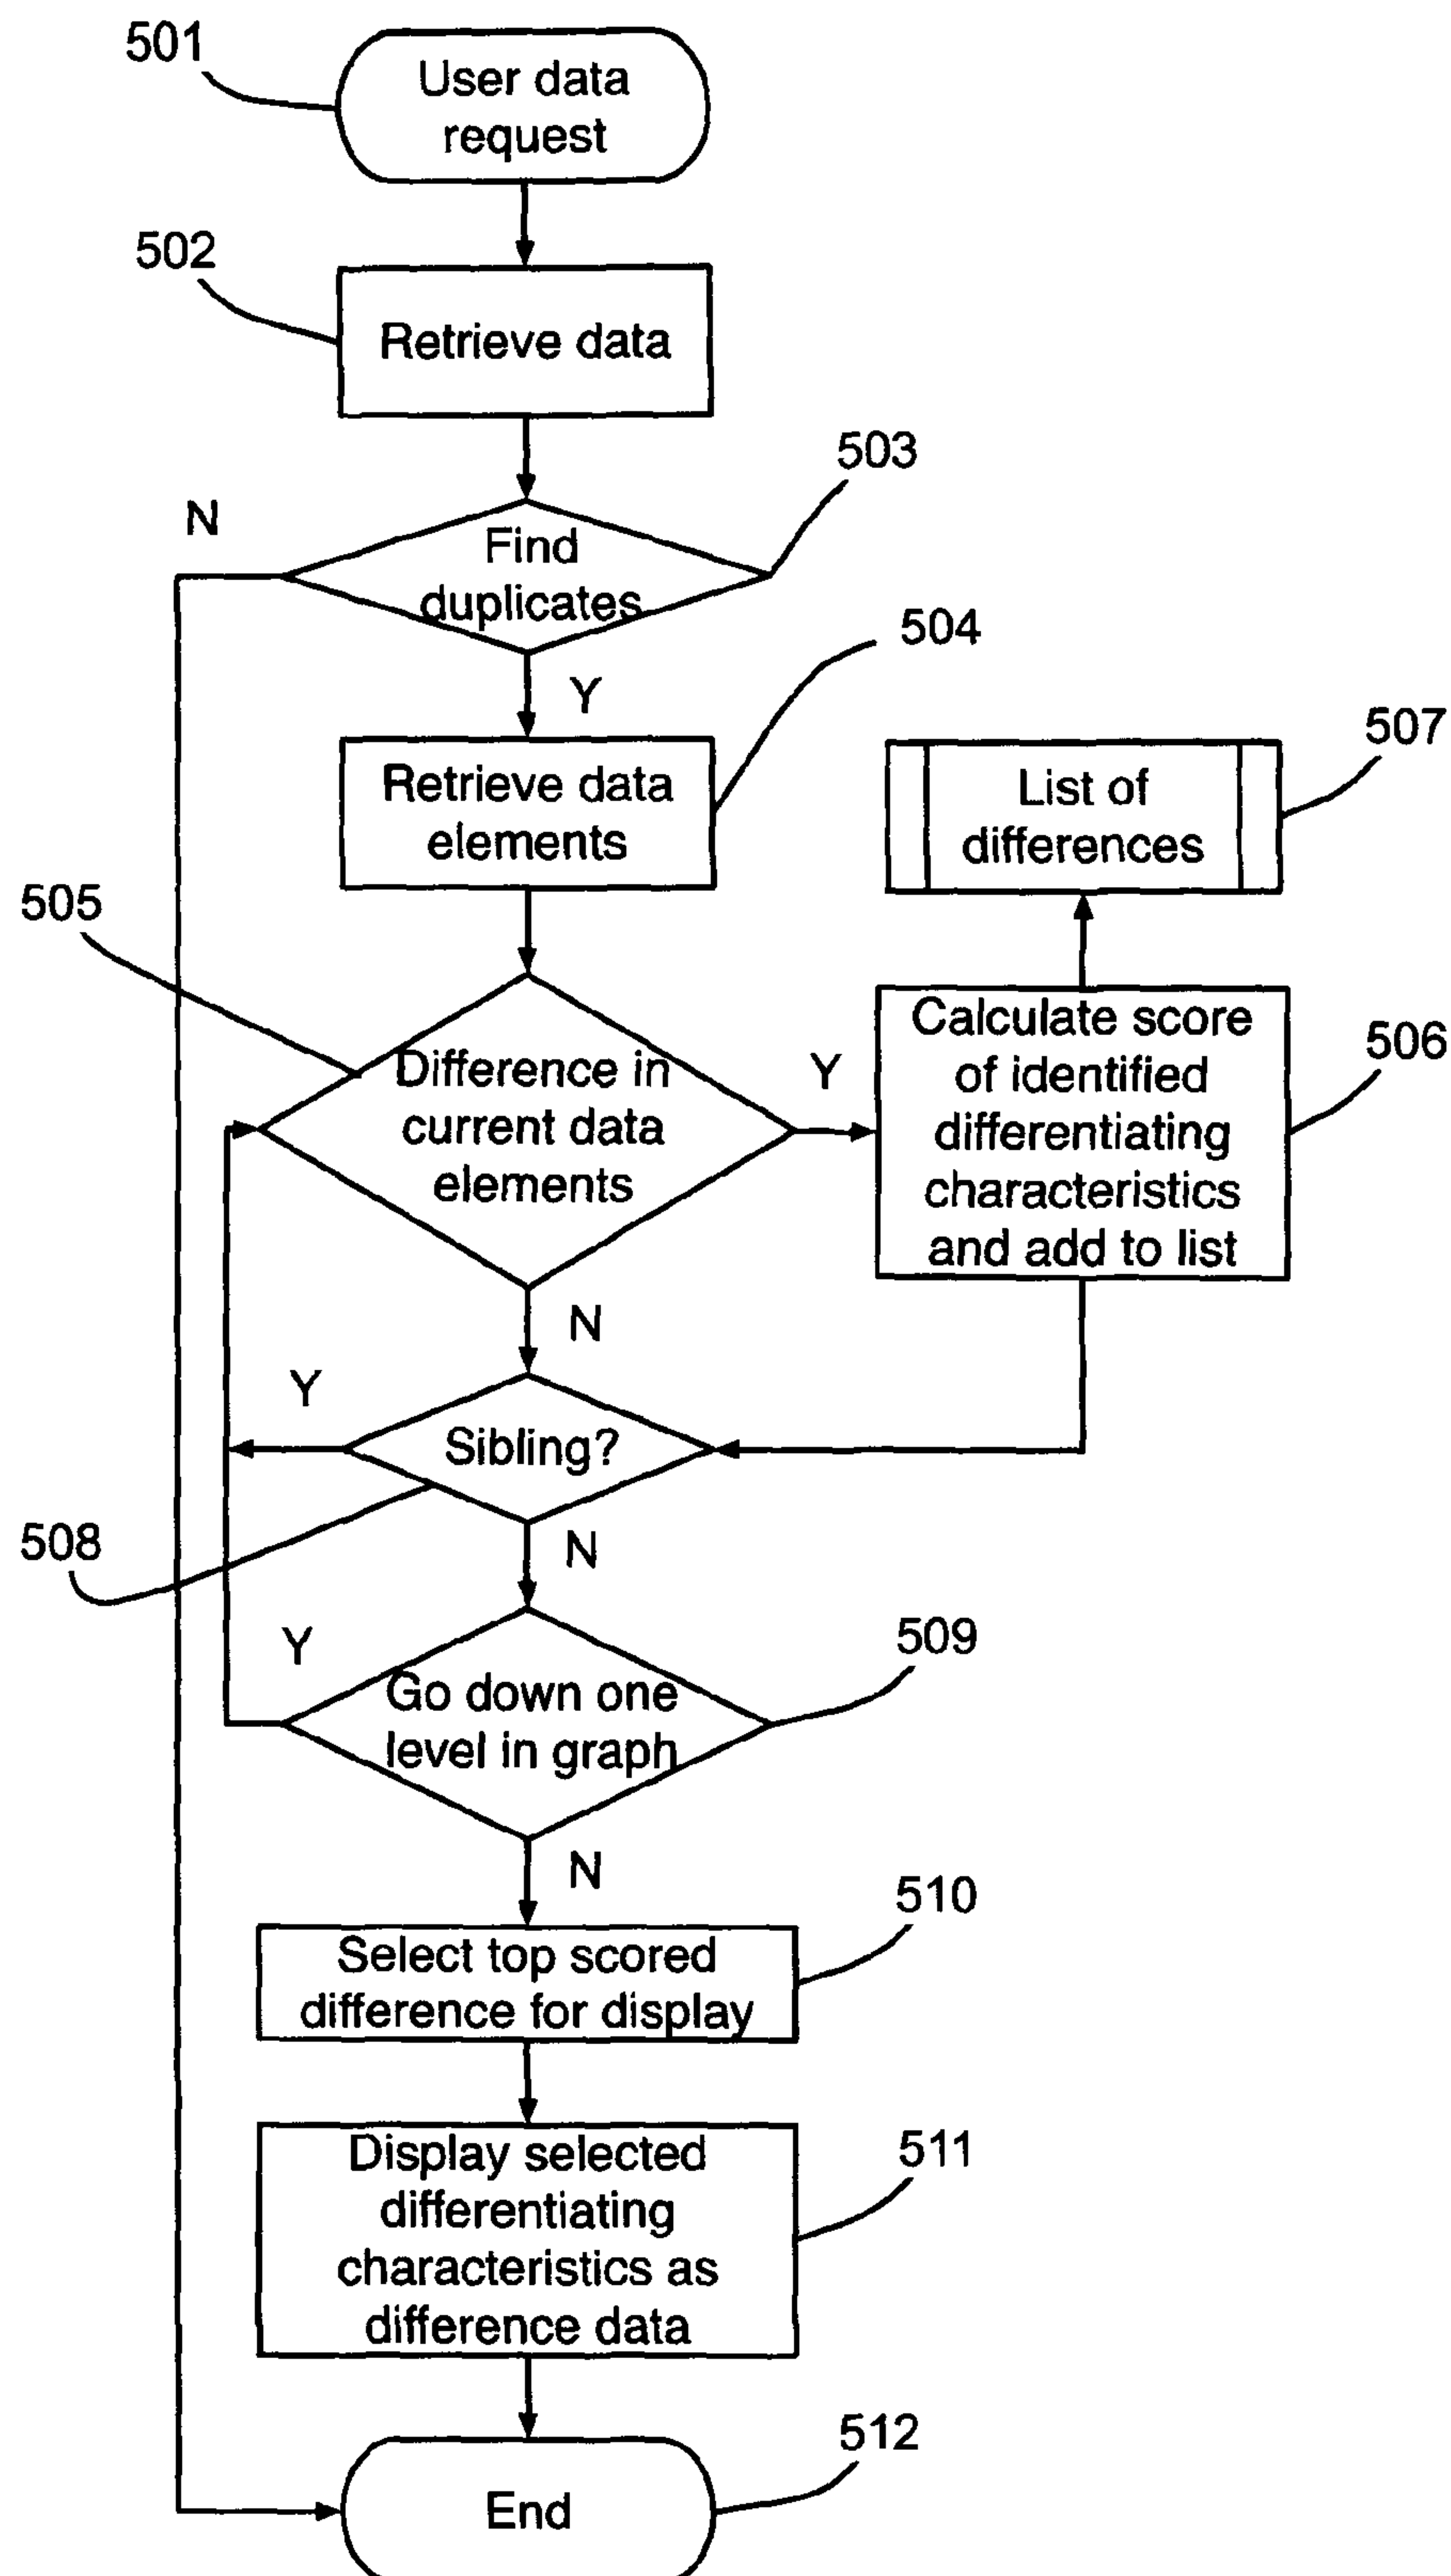 501
User data
request
502
Retrieve data
503
N
Find
duplicates
504
Y
Retrieve data
elements
507
List of
differences
505
Difference in
current data
elements
Y
506
Calculate score
of identified
differentiating
characteristics
and add to list
N
Y
Sibling?
508
N
Y
509
Go down one
level in graph
N
510
Select top scored
difference for display
511
Display selected
differentiating
characteristics as
difference data
512
End